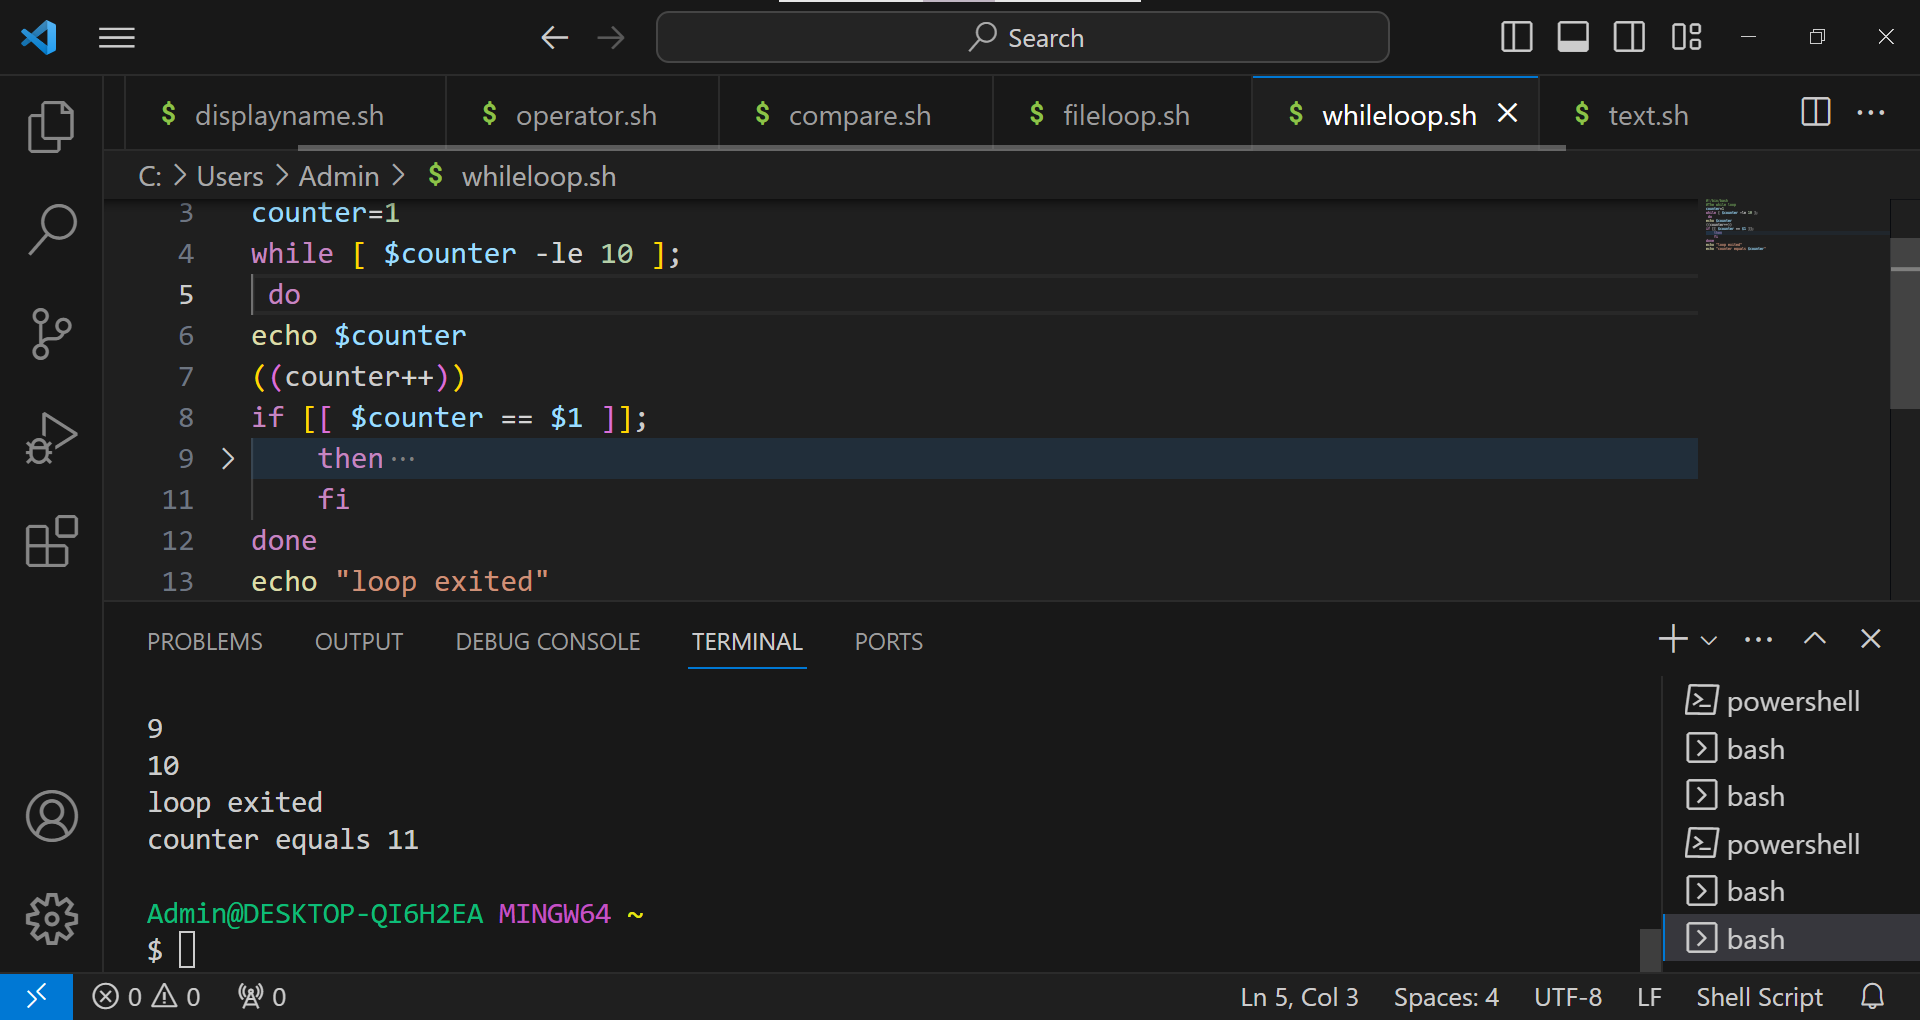 Search
$ displayname.sh $ operator.sh $ compare.sh $ fileloop.sh $ whileloop.sh $ text.sh ...
C: > Users > Admin > $ whileloop.sh
3 counter=1
4 while [ $counter -le 10 ];
5 do
6 echo $counter
7 ((counter++))
8 if [[ $counter == $1 ]];
9 then...
11 fi
12 done
13 echo "loop exited"
PROBLEMS OUTPUT DEBUG CONSOLE TERMINAL PORTS
9
10
loop exited
counter equals 11
Admin@DESKTOP-QI6H2EA MINGW64 ~
$
powershell
bash
bash
powershell
bash
bash
0 0 0 Ln 5, Col 3 Spaces: 4 UTF-8 LF Shell Script